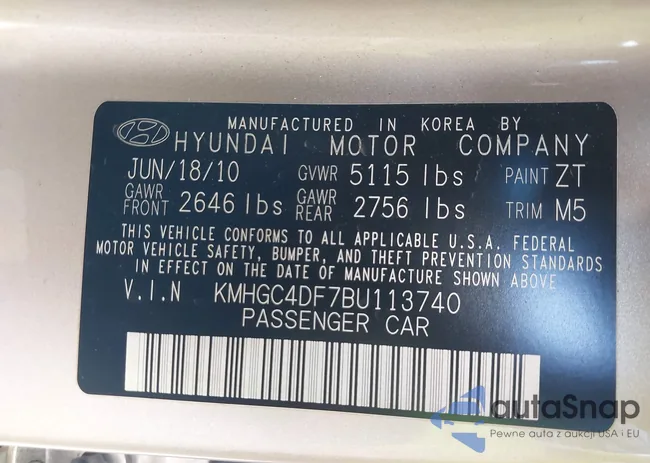 MANUFACTURED IN KOREA BY
HYUNDAI MOTOR COMPANY
JUN/18/10 GVWR 5115 lbs PAINT ZT
GAWR FRONT 2646 lbs GAWR REAR 2756 lbs TRIM M5
THIS VEHICLE CONFORMS TO ALL APPLICABLE U.S.A. FEDERAL
MOTOR VEHICLE SAFETY, BUMPER, AND THEFT PREVENTION STANDARDS
IN EFFECT ON THE DATE OF MANUFACTURE SHOWN ABOVE
V.I.N KMHGC4DF7BU113740
PASSENGER CAR
autaSnap
Pewne auta z aukcji USA i EU